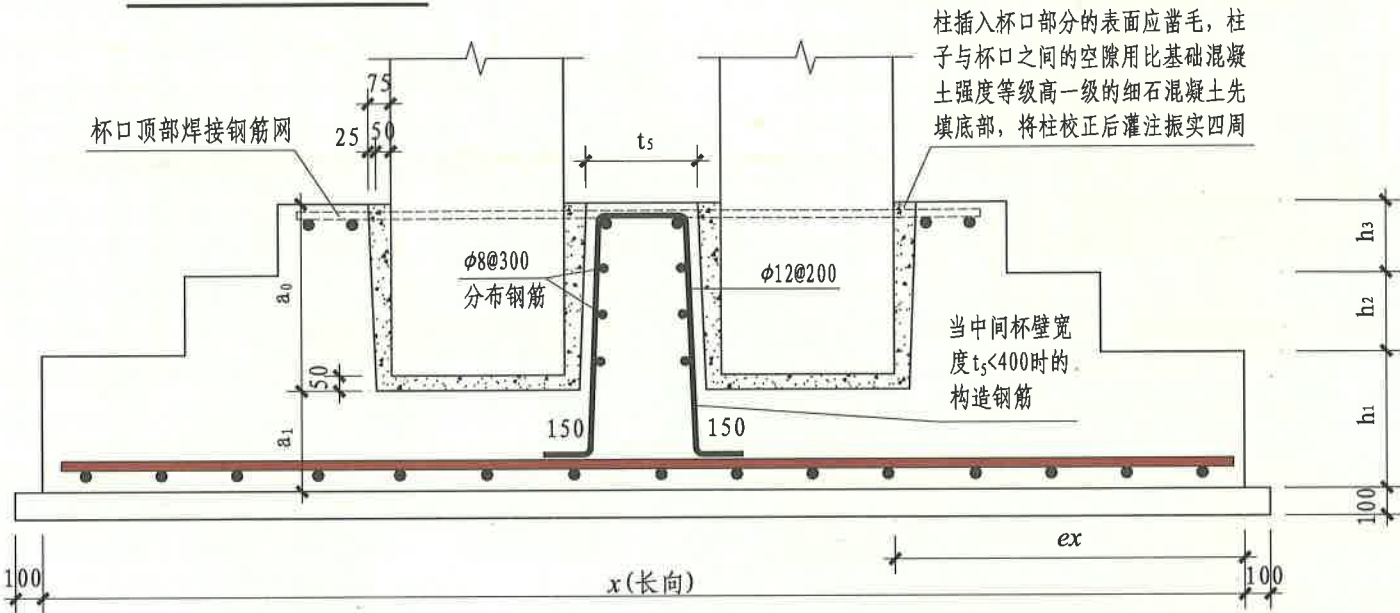 柱插入杯口部分的表面应凿毛，柱
子与杯口之间的空隙用比基础混凝
土强度等级高一级的细石混凝土先
填底部，将柱校正后灌注振实四周
75
杯口顶部焊接钢筋网
25
50
t₅
h₃
ϕ8@300
分布钢筋
ϕ12@200
a₀
h₂
当中间杯壁宽
度t₅<400时的
构造钢筋
50
h₁
150
150
a₁
100
ex
100
x(长向)
100